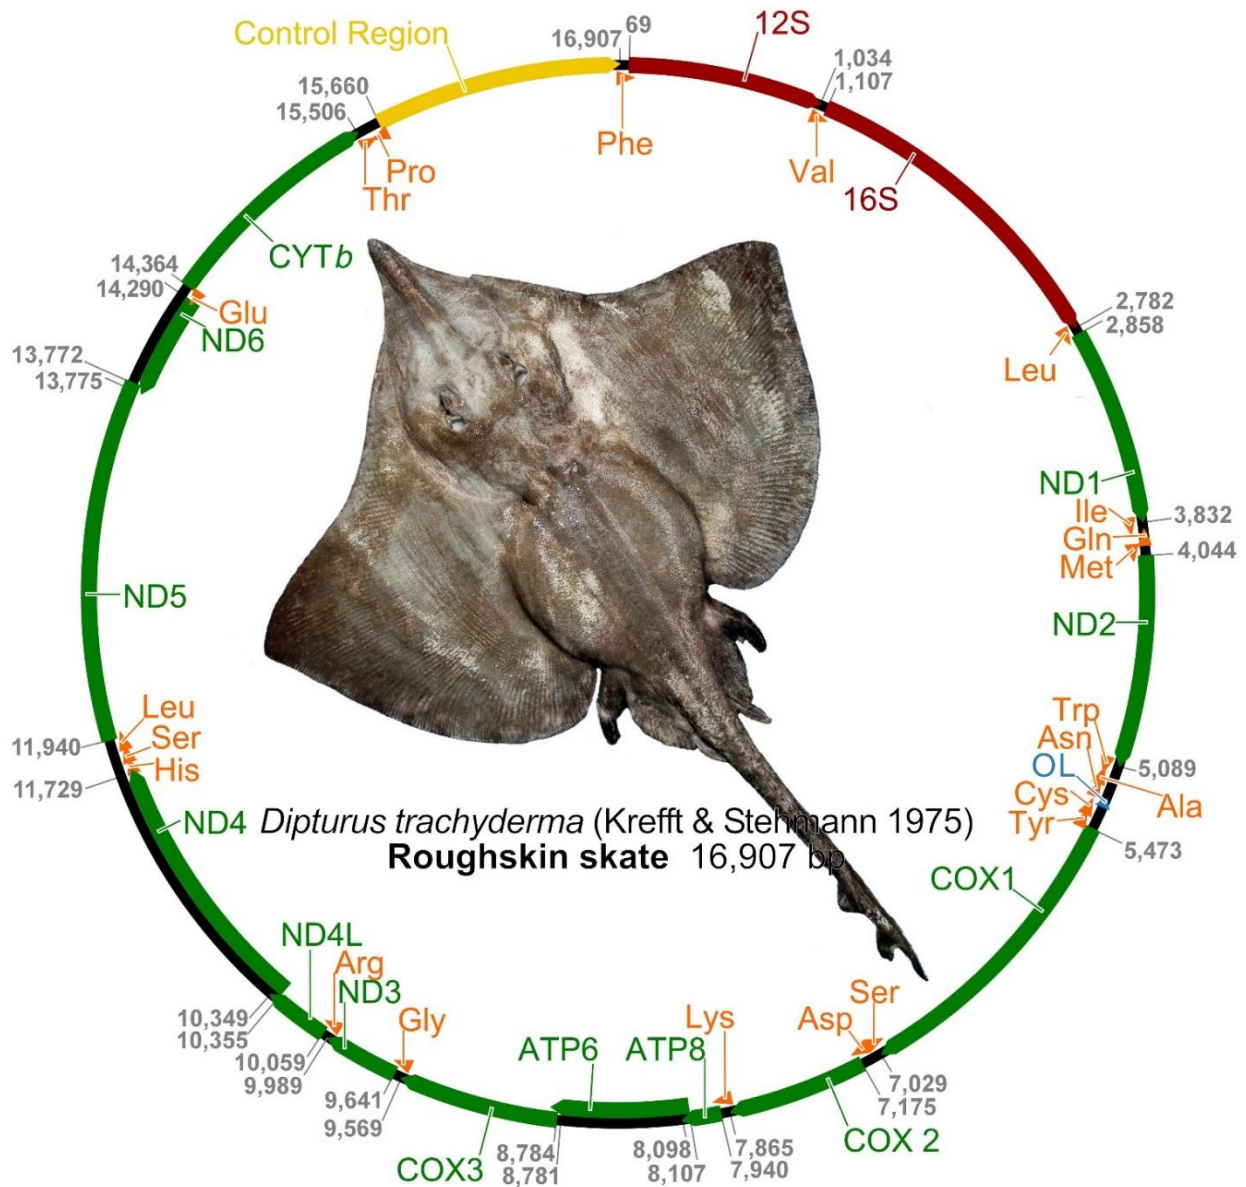 Control Region
16,907
69
12S
1,034
1,107
15,660
15,506
Phe
Val
Pro
Thr
16S
CYTb
14,364
14,290
Glu
ND6
2,782
2,858
Leu
13,772
13,775
ND1
Ile
Gln
Met
3,832
4,044
ND5
ND2
Leu
Ser
His
11,940
11,729
Trp
Asn
OL
Cys
Tyr
5,089
Ala
5,473
ND4
Dipturus trachyderma (Krefft & Stehmann 1975)
Roughskin skate 16,907 bp
COX1
ND4L
Arg
ND3
Gly
Lys
Asp
Ser
10,349
10,355
10,059
9,989
ATP6
ATP8
7,029
7,175
9,641
9,569
COX3
8,784
8,781
8,098
8,107
7,865
7,940
COX 2